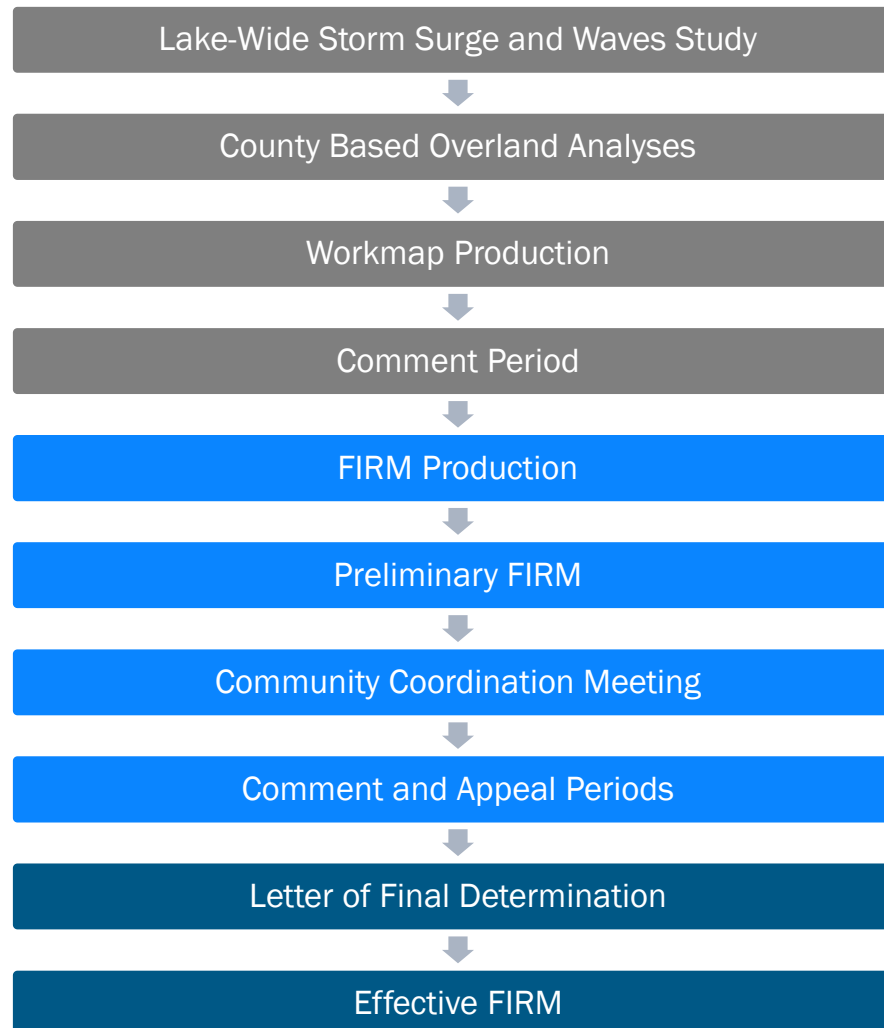 Lake-Wide Storm Surge and Waves Study
County Based Overland Analyses
Workmap Production
Comment Period
FIRM Production
Preliminary FIRM
Community Coordination Meeting
Comment and Appeal Periods
Letter of Final Determination
Effective FIRM